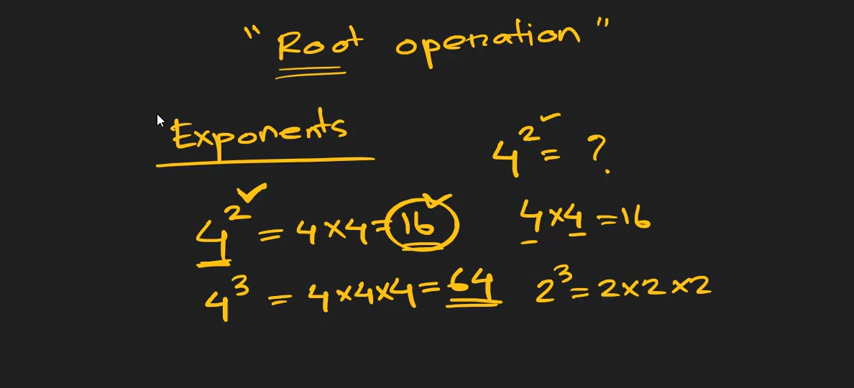 "Root operation"
Exponents
4² = ?
4² = 4×4 = 16
4×4 = 16
4³ = 4×4×4 = 64
2³ = 2×2×2